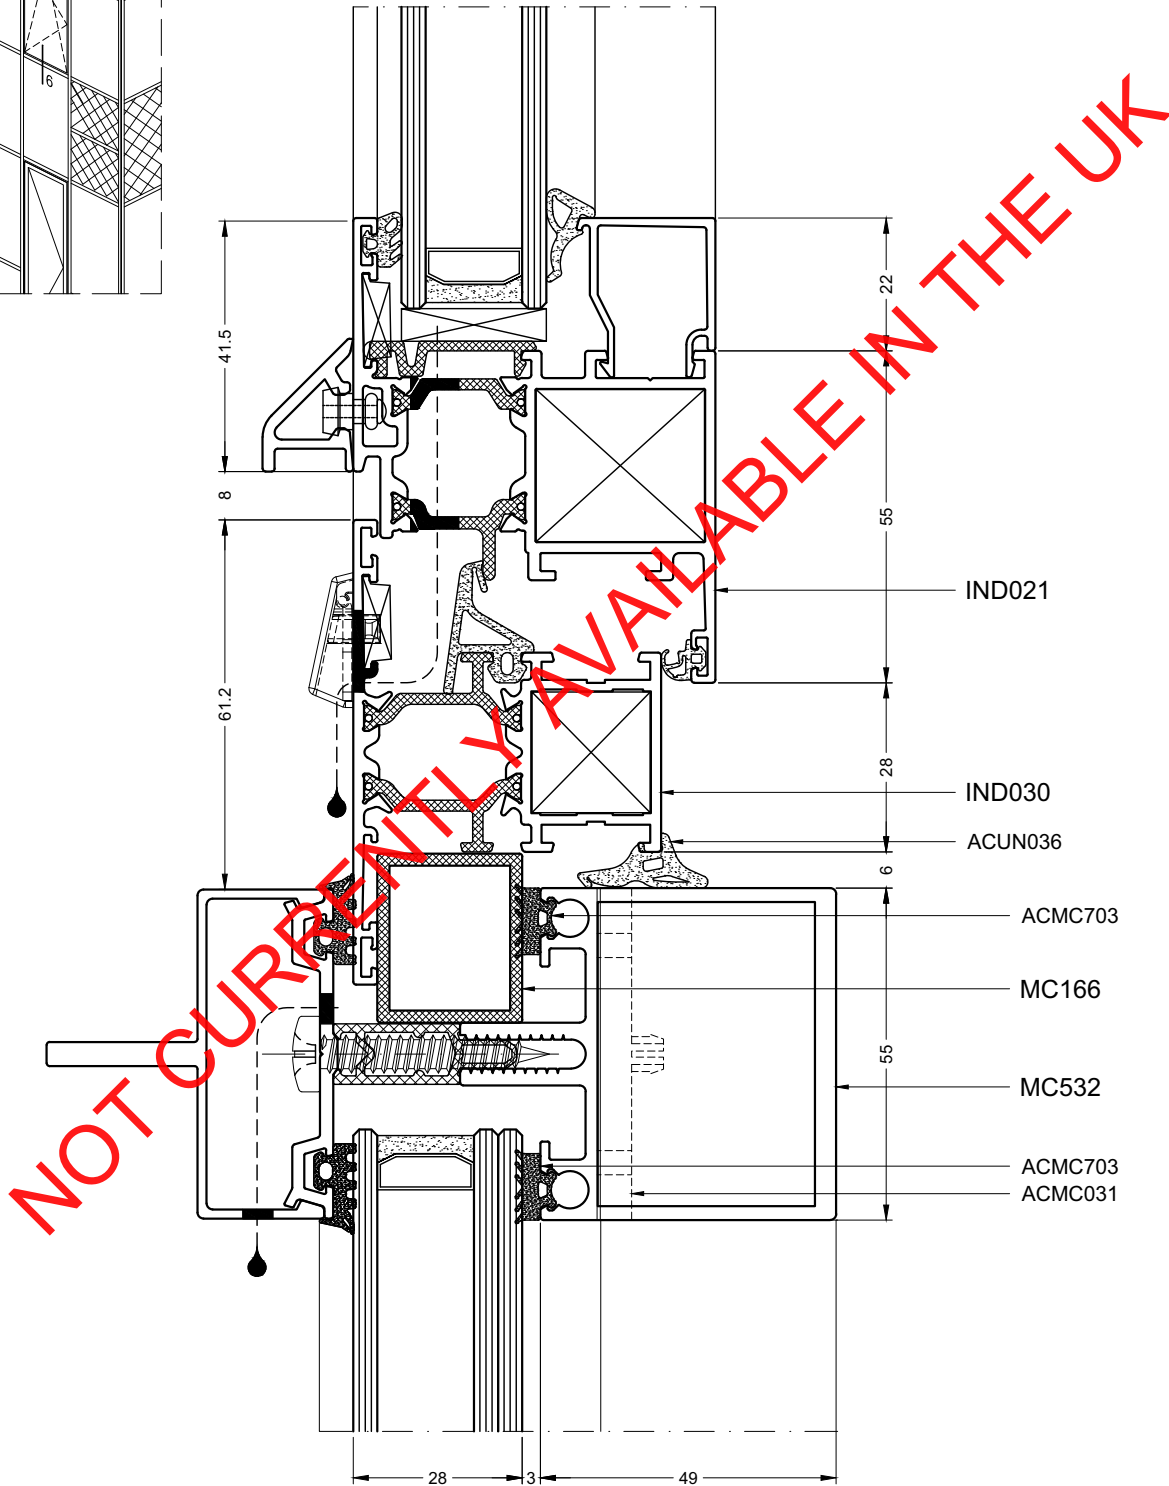 6
41.5
22
8
55
IND021
61.2
28
IND030
ACUN036
6
ACMC703
MC166
55
MC532
ACMC703
ACMC031
28
3
49
NOT CURRENTLY AVAILABLE IN THE UK